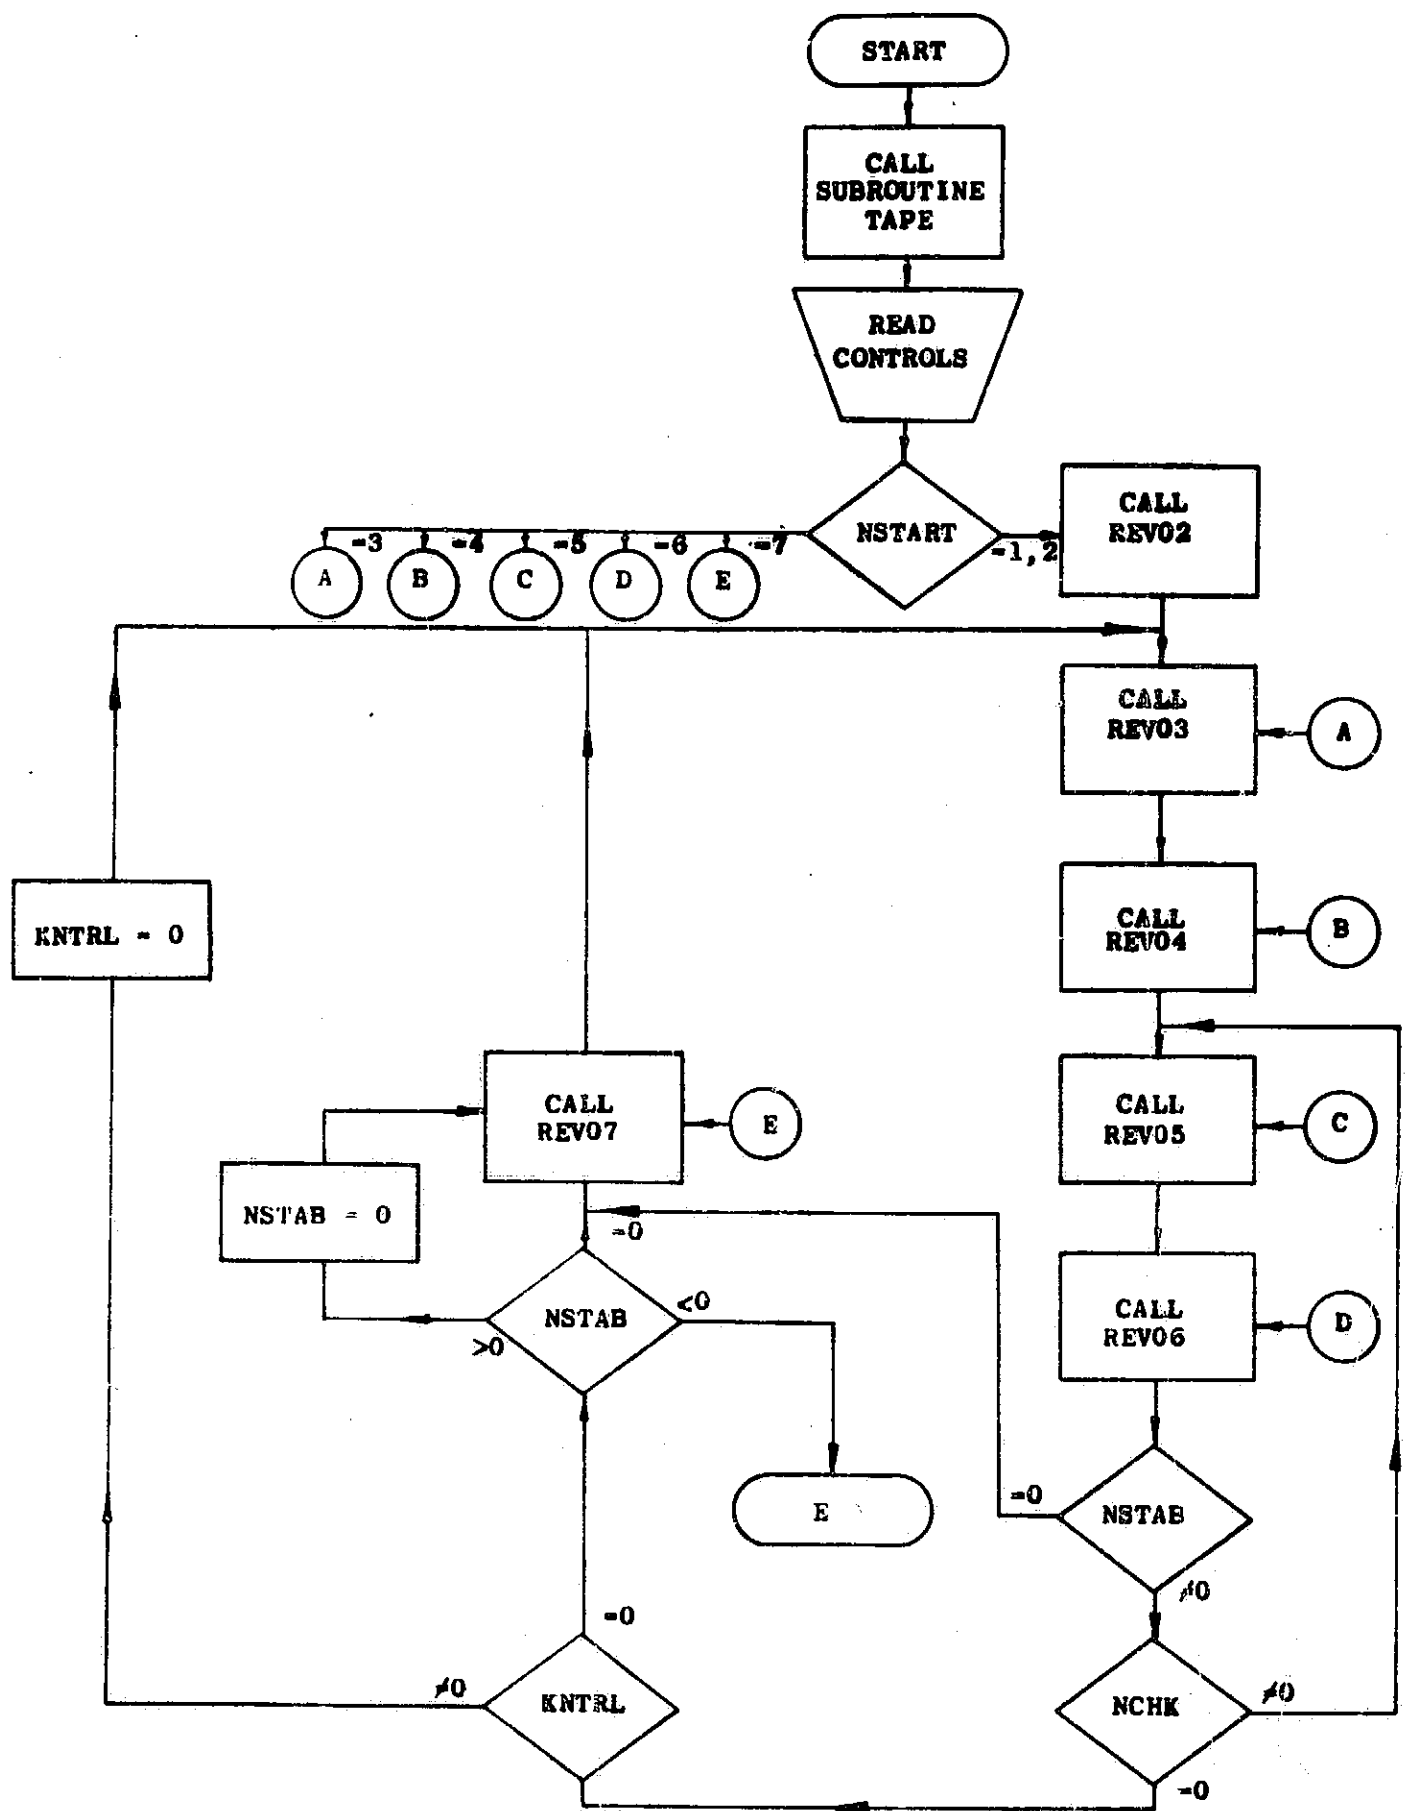 START
CALL
SUBROUTINE
TAPE
READ
CONTROLS
NSTART
=3
=4
=5
=6
=7
=1,2
A
B
C
D
E
CALL
REV02
CALL
REV03
A
KNTRL = 0
CALL
REV04
B
CALL
REV07
E
CALL
REV05
C
NSTAB = 0
=0
NSTAB
<0
>0
CALL
REV06
D
E
=0
NSTAB
≠0
=0
≠0
KNTRL
NCHK
≠0
=0